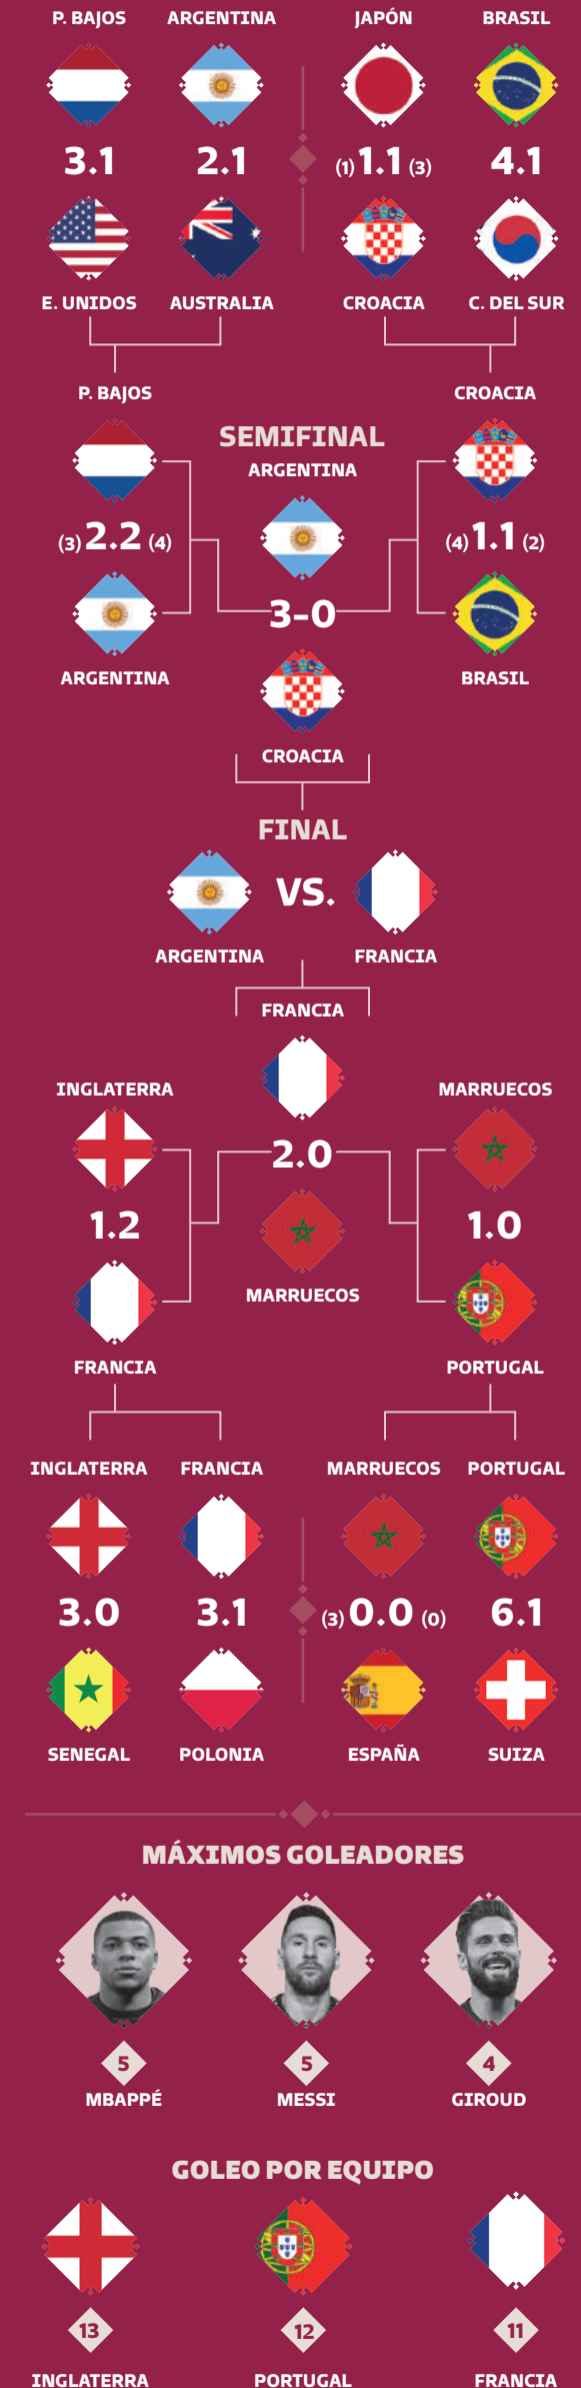 P. BAJOS ARGENTINA JAPÓN BRASIL
3.1 2.1 (1) 1.1 (3) 4.1
E. UNIDOS AUSTRALIA CROACIA C. DEL SUR
P. BAJOS CROACIA
SEMIFINAL
ARGENTINA
(3) 2.2 (4) (4) 1.1 (2)
3-0
ARGENTINA BRASIL
CROACIA
FINAL
VS.
ARGENTINA FRANCIA
FRANCIA
INGLATERRA MARRUECOS
2.0
1.2 1.0
MARRUECOS
FRANCIA PORTUGAL
INGLATERRA FRANCIA MARRUECOS PORTUGAL
3.0 3.1 (3) 0.0 (0) 6.1
SENEGAL POLONIA ESPAÑA SUIZA
MÁXIMOS GOLEADORES
5 5 4
MBAPPÉ MESSI GIROUD
GOLEO POR EQUIPO
13 12 11
INGLATERRA PORTUGAL FRANCIA